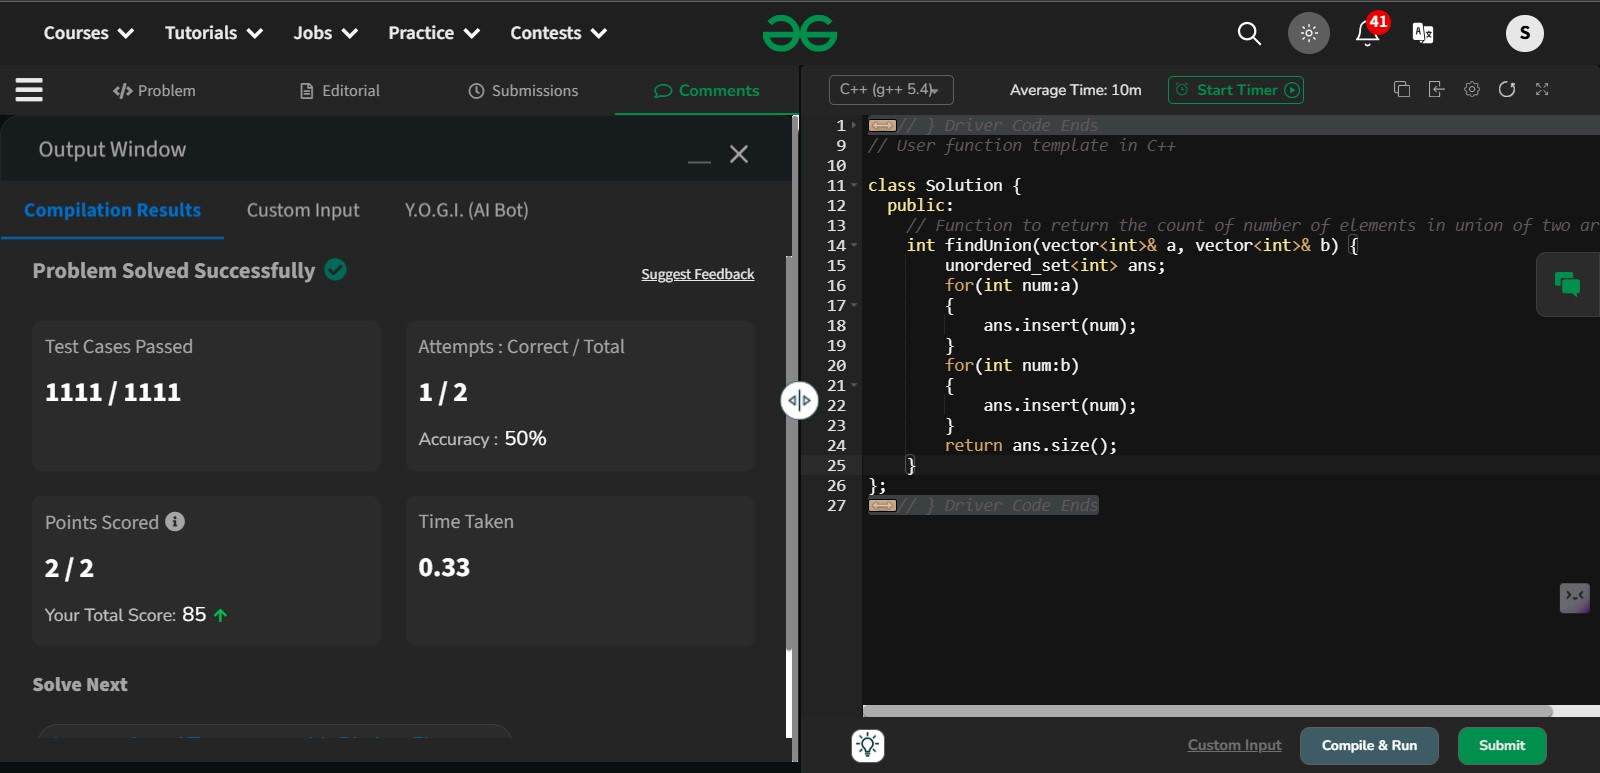 Courses Tutorials Jobs Practice Contests
41
S
</> Problem Editorial Submissions Comments
C++ (g++ 5.4) Average Time: 10m Start Timer
Output Window
Compilation Results Custom Input Y.O.G.I. (AI Bot)
Problem Solved Successfully
Suggest Feedback
Test Cases Passed
1111 / 1111
Attempts : Correct / Total
1 / 2
Accuracy : 50%
Points Scored
2 / 2
Your Total Score: 85
Time Taken
0.33
Solve Next
1 // } Driver Code Ends
9 // User function template in C++
10
11 class Solution {
12 public:
13 // Function to return the count of number of elements in union of two ar
14 int findUnion(vector<int>& a, vector<int>& b) {
15 unordered_set<int> ans;
16 for(int num:a)
17 {
18 ans.insert(num);
19 }
20 for(int num:b)
21 {
22 ans.insert(num);
23 }
24 return ans.size();
25 }
26 };
27 // } Driver Code Ends
Custom Input Compile & Run Submit